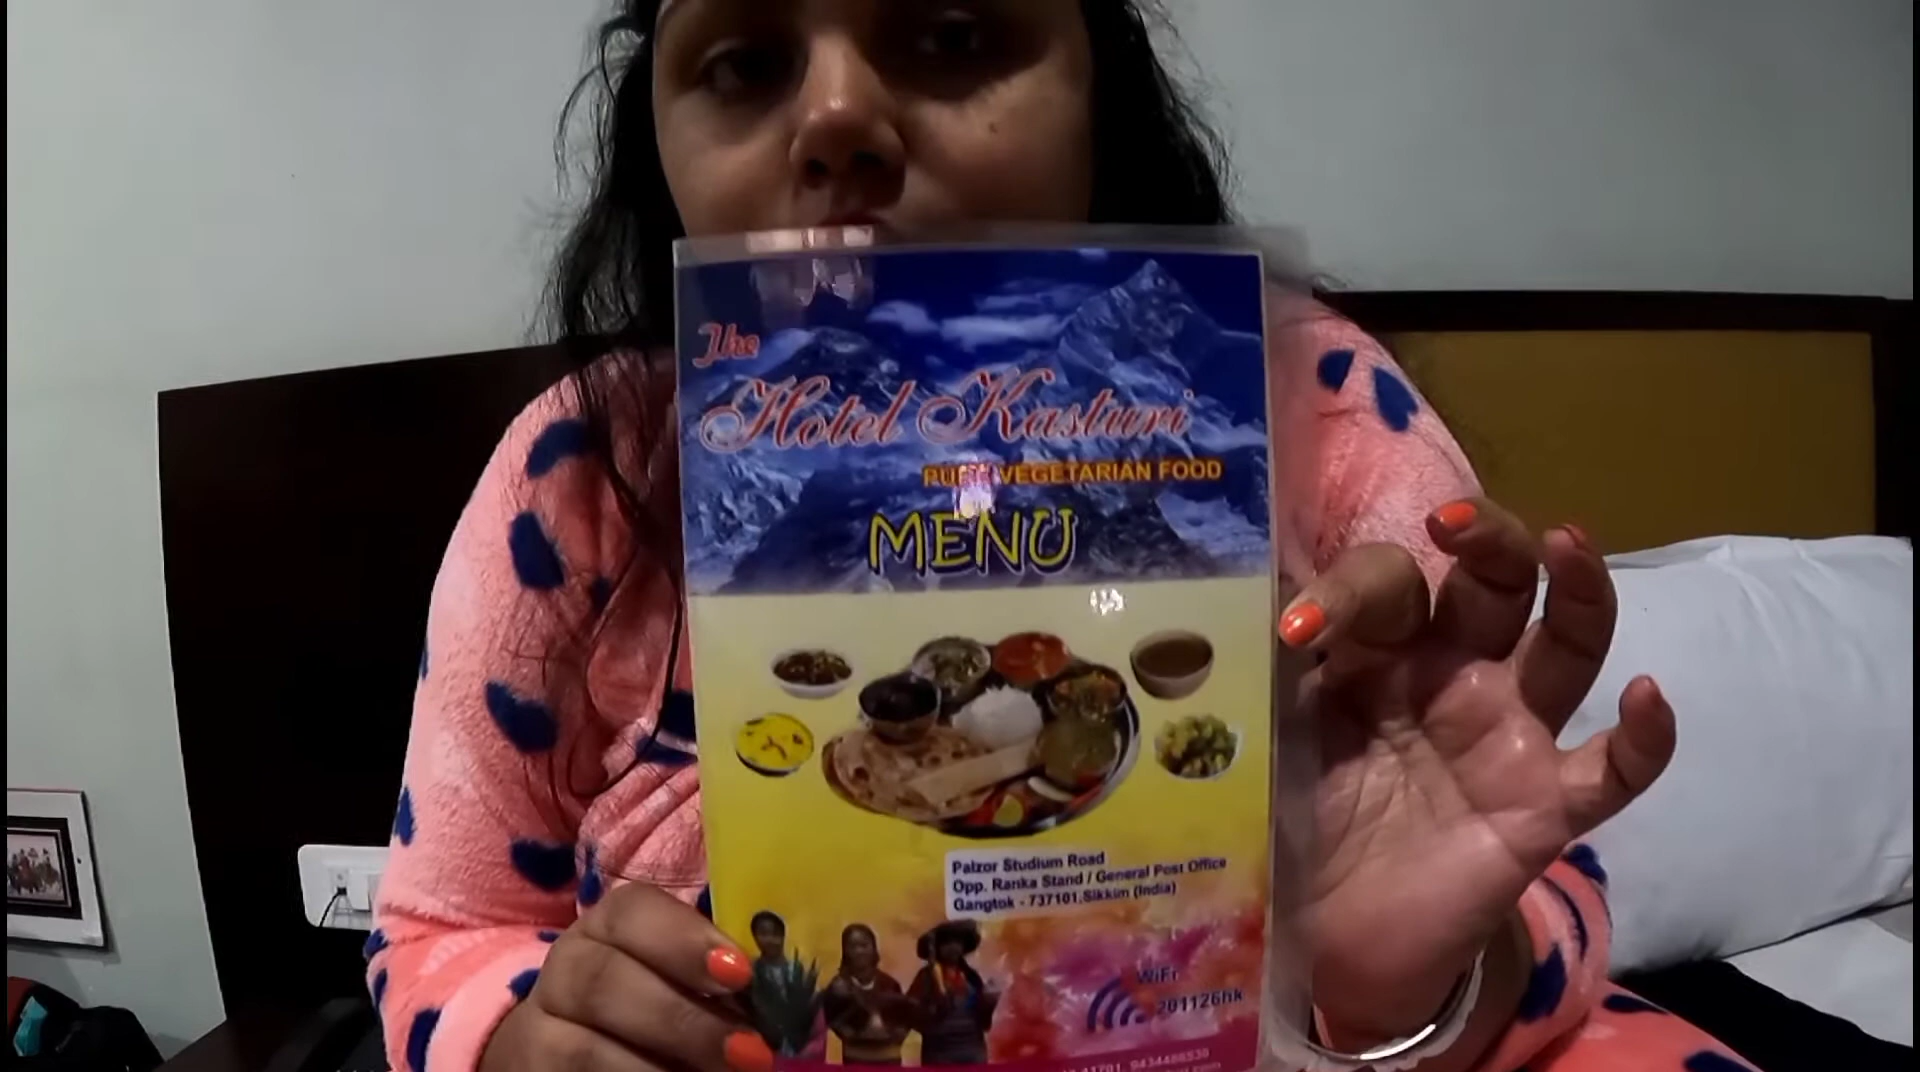 The
Hotel Kasturi
PURE VEGETARIAN FOOD
MENU
Palzor Studium Road
Opp. Ranka Stand / General Post Office
Gangtok - 737101,Sikkim (India)
WiFi
201126hk